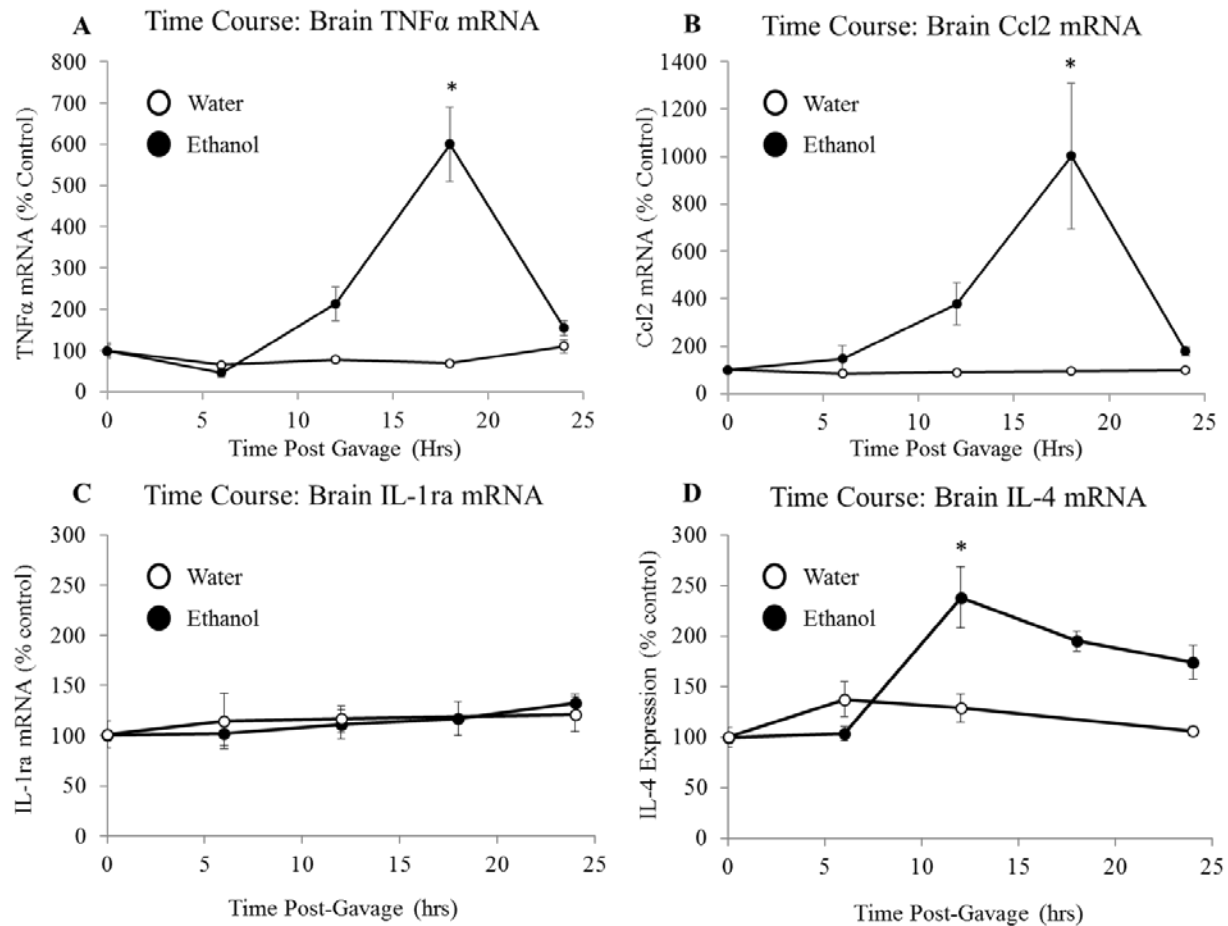 A Time Course: Brain TNFα mRNA
TNFα mRNA (% Control)
800
700
600
500
400
300
200
100
0
*
Water
Ethanol
0 5 10 15 20 25
Time Post Gavage (Hrs)
B Time Course: Brain Ccl2 mRNA
Ccl2 mRNA (% Control)
1400
1200
1000
800
600
400
200
0
*
Water
Ethanol
0 5 10 15 20 25
Time Post Gavage (Hrs)
C Time Course: Brain IL-1ra mRNA
IL-1ra mRNA (% control)
300
250
200
150
100
50
0
Water
Ethanol
0 5 10 15 20 25
Time Post-Gavage (hrs)
D Time Course: Brain IL-4 mRNA
IL-4 Expression (% control)
300
250
200
150
100
50
0
*
Water
Ethanol
0 5 10 15 20 25
Time Post-Gavage (hrs)